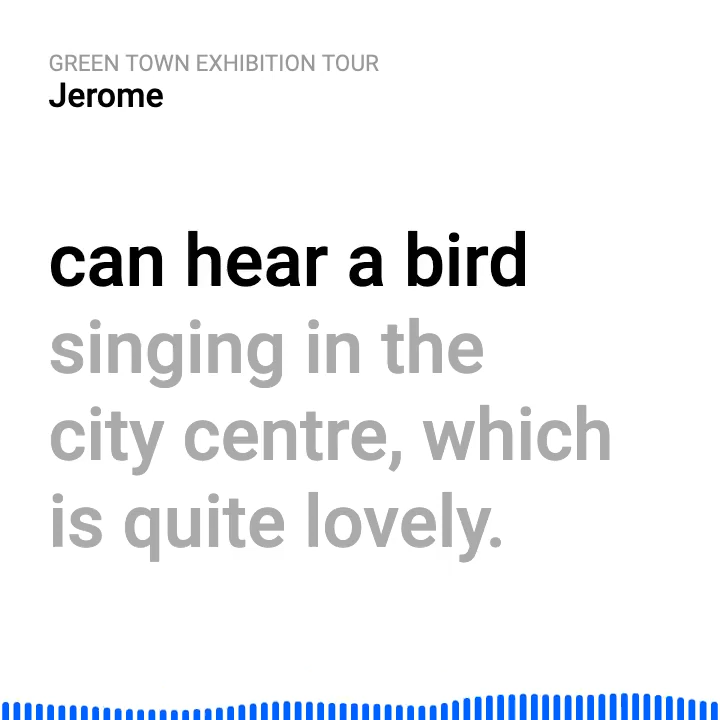 GREEN TOWN EXHIBITION TOUR
Jerome
can hear a bird
singing in the
city centre, which
is quite lovely.